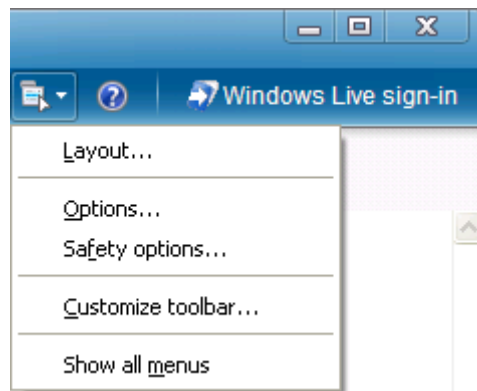 Windows Live sign-in
Layout...
Options...
Safety options...
Customize toolbar...
Show all menus